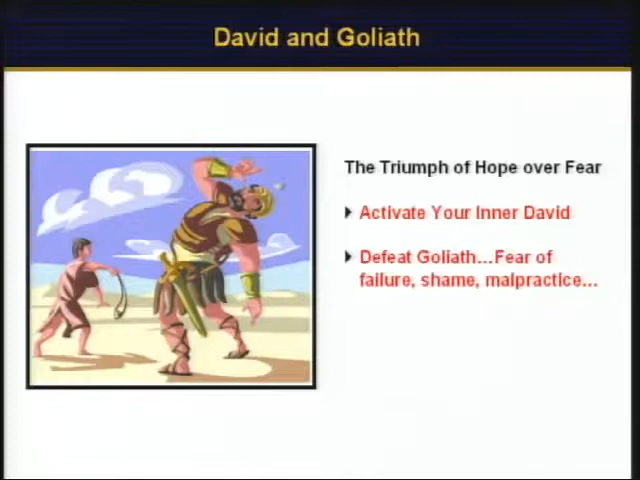 David and Goliath
The Triumph of Hope over Fear
Activate Your Inner David
Defeat Goliath...Fear of
failure, shame, malpractice...